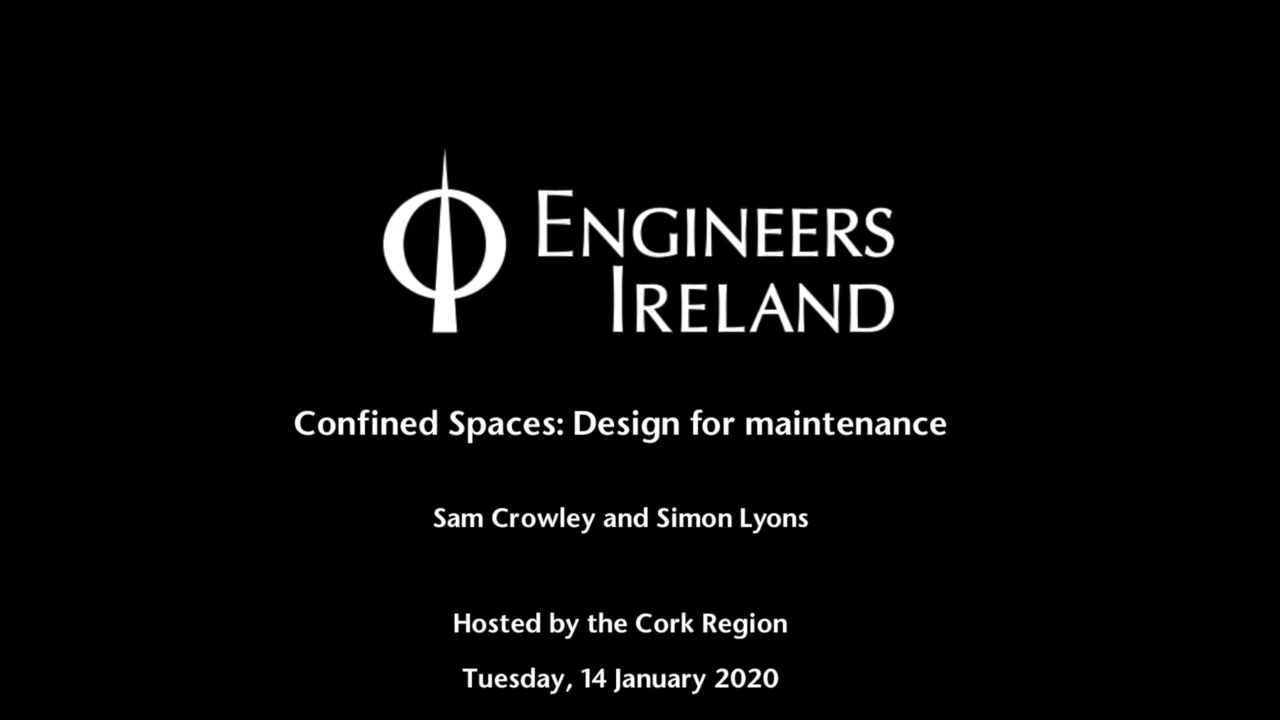 ENGINEERS
IRELAND
Confined Spaces: Design for maintenance
Sam Crowley and Simon Lyons
Hosted by the Cork Region
Tuesday, 14 January 2020